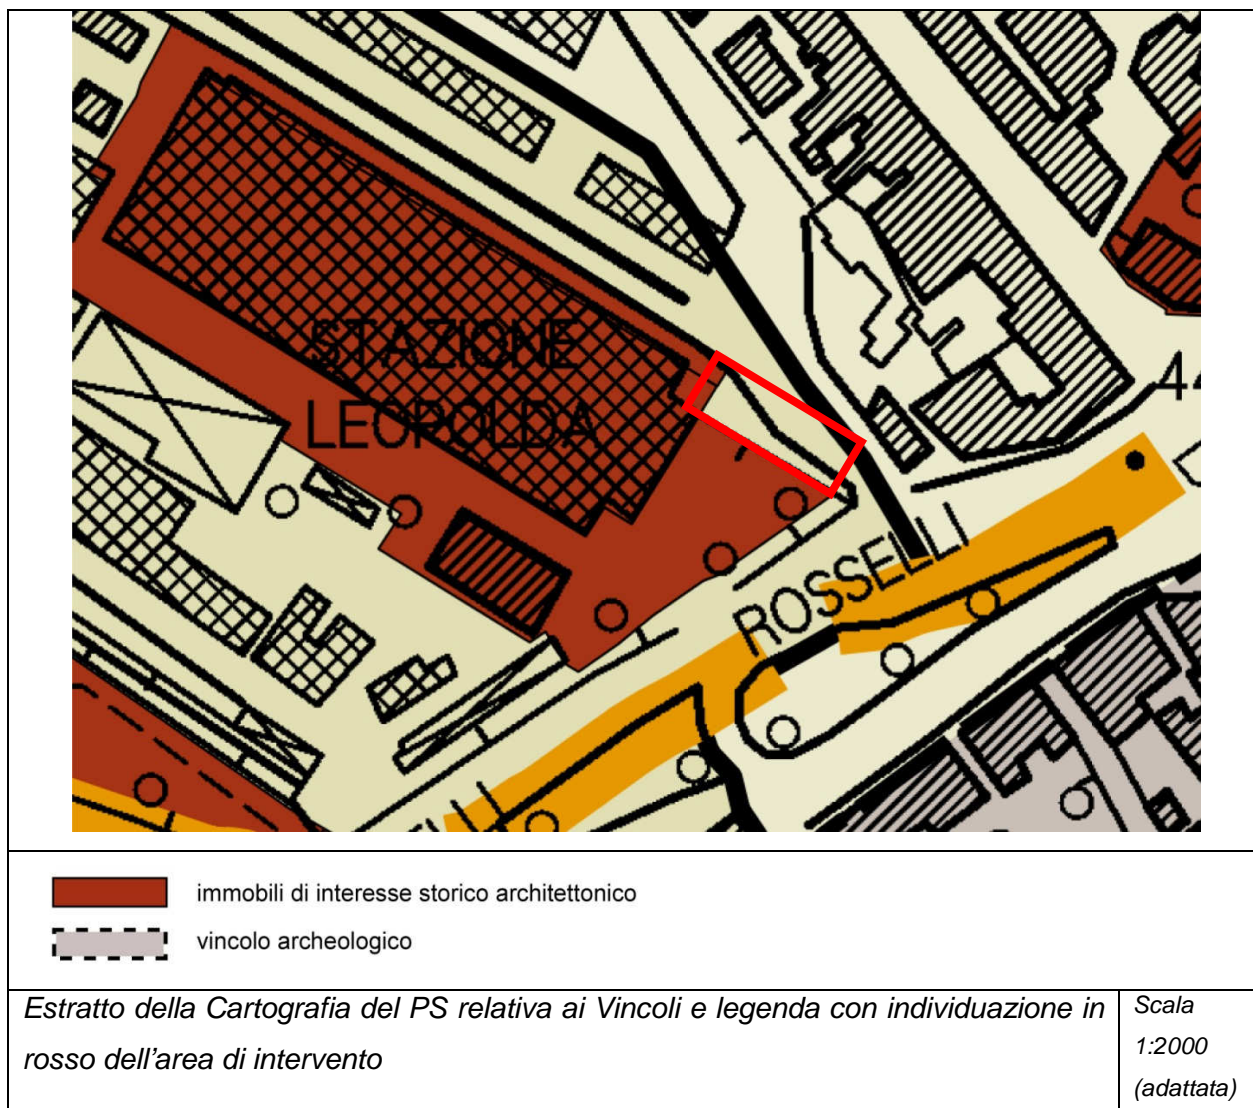 STAZIONE
LEOPOLDA
44
ROSSELLI
immobili di interesse storico architettonico
vincolo archeologico
Estratto della Cartografia del PS relativa ai Vincoli e legenda con individuazione in
rosso dell'area di intervento
Scala
1:2000
(adattata)